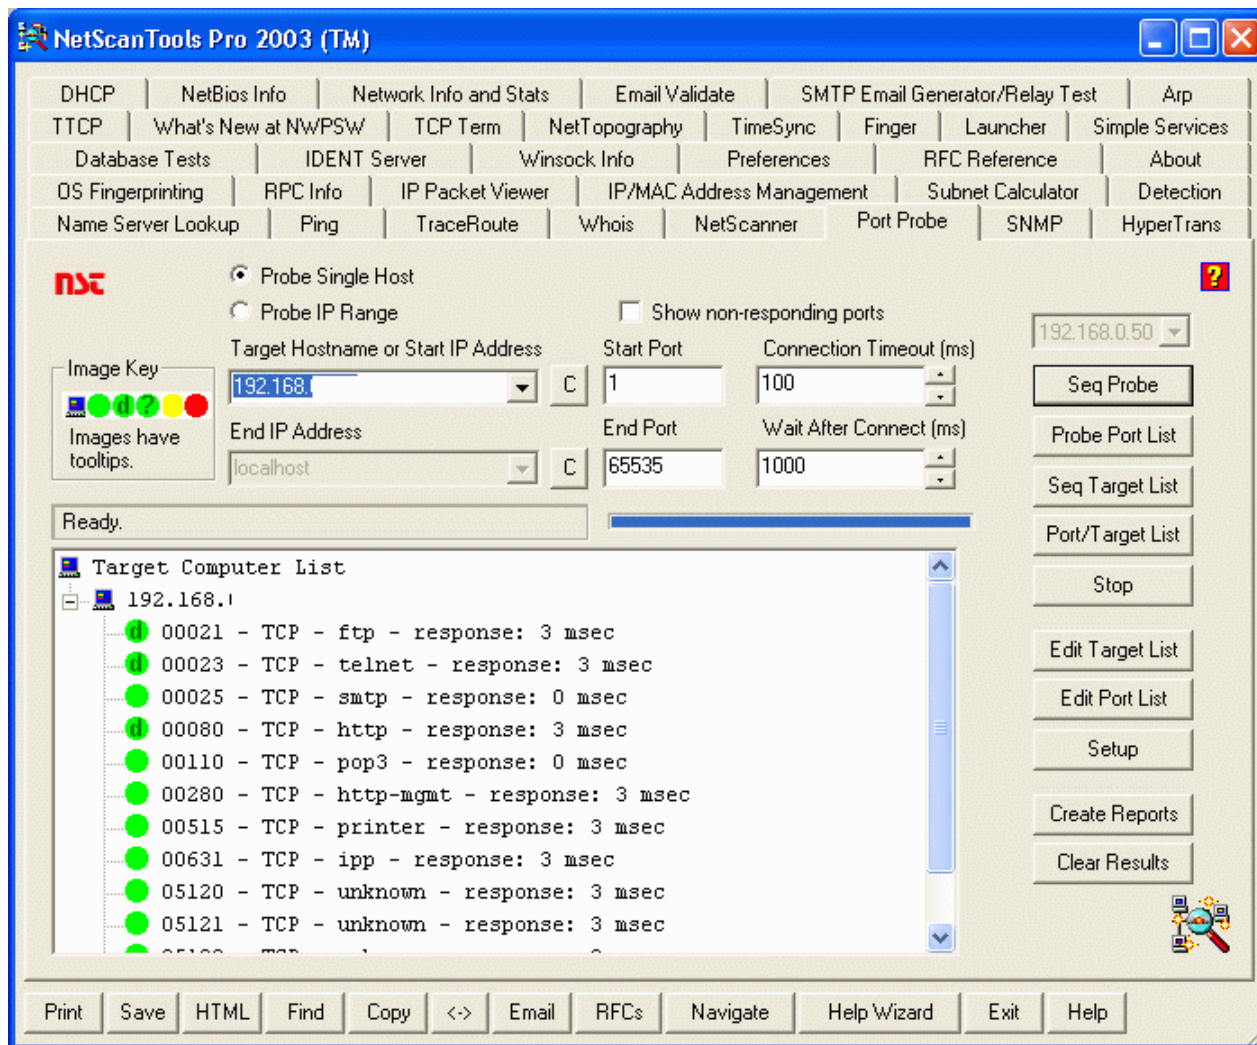 NetScanTools Pro 2003 (TM)
DHCP NetBios Info Network Info and Stats Email Validate SMTP Email Generator/Relay Test Arp
TTCP What's New at NWPSW TCP Term NetTopography TimeSync Finger Launcher Simple Services
Database Tests IDENT Server Winsock Info Preferences RFC Reference About
OS Fingerprinting RPC Info IP Packet Viewer IP/MAC Address Management Subnet Calculator Detection
Name Server Lookup Ping TraceRoute Whois NetScanner Port Probe SNMP HyperTrans
nst Probe Single Host ?
Probe IP Range Show non-responding ports
192.168.0.50
Target Hostname or Start IP Address Start Port Connection Timeout (ms)
Image Key
192.168. C 1 100 Seq Probe
d ?
Images have
tooltips.
End IP Address End Port Wait After Connect (ms) Probe Port List
localhost C 65535 1000 Seq Target List
Ready. Port/Target List
Target Computer List
Stop
192.168.
d 00021 - TCP - ftp - response: 3 msec
d 00023 - TCP - telnet - response: 3 msec Edit Target List
00025 - TCP - smtp - response: 0 msec Edit Port List
d 00080 - TCP - http - response: 3 msec
00110 - TCP - pop3 - response: 0 msec Setup
00280 - TCP - http-mgmt - response: 3 msec
00515 - TCP - printer - response: 3 msec Create Reports
00631 - TCP - ipp - response: 3 msec Clear Results
05120 - TCP - unknown - response: 3 msec
05121 - TCP - unknown - response: 3 msec
Print Save HTML Find Copy <-> Email RFCs Navigate Help Wizard Exit Help